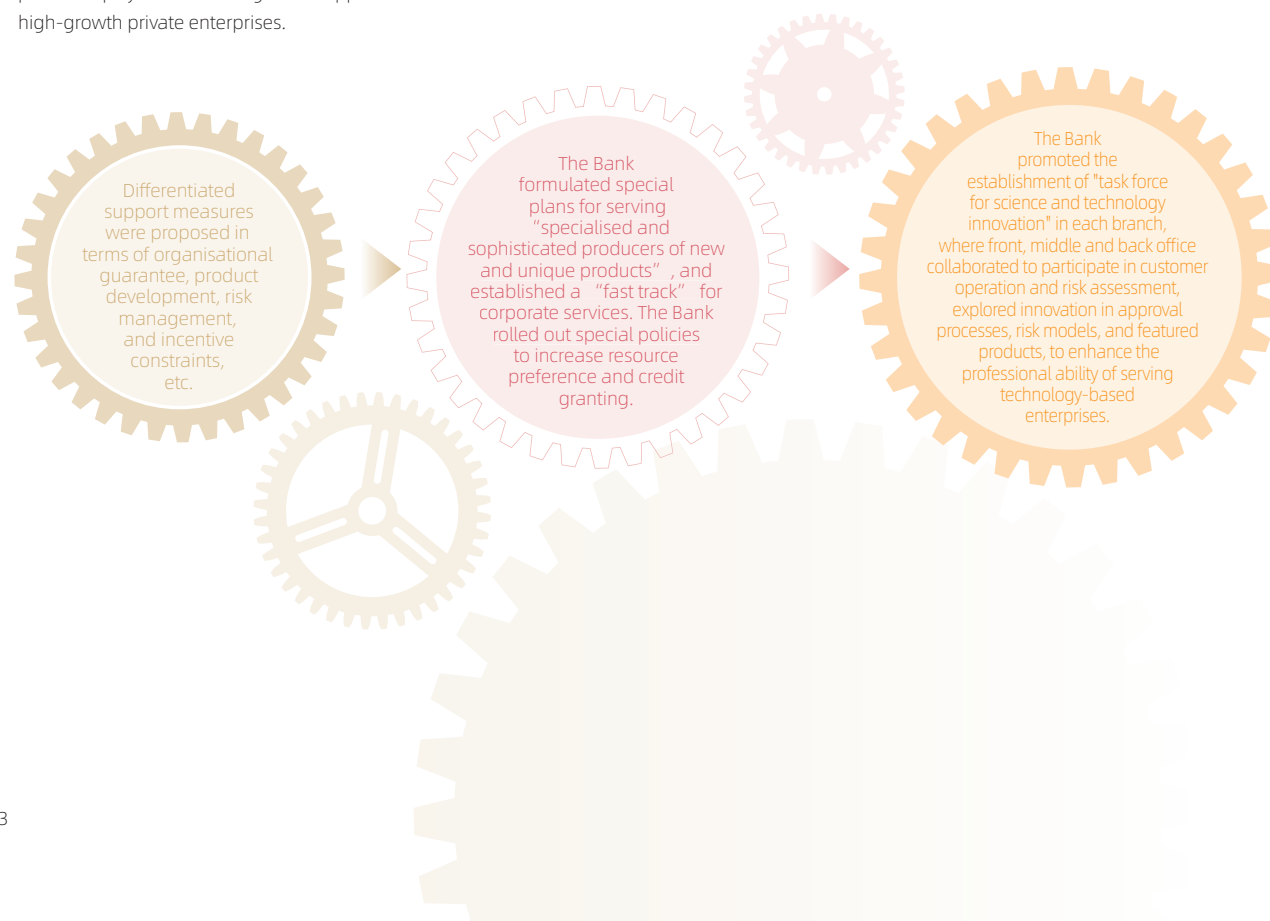 high-growth private enterprises.
Differentiated
support measures
were proposed in
terms of organisational
guarantee, product
development, risk
management,
and incentive
constraints,
etc.
The Bank
formulated special
plans for serving
“specialised and
sophisticated producers of new
and unique products” , and
established a “fast track” for
corporate services. The Bank
rolled out special policies
to increase resource
preference and credit
granting.
The Bank
promoted the
establishment of "task force
for science and technology
innovation" in each branch,
where front, middle and back office
collaborated to participate in customer
operation and risk assessment,
explored innovation in approval
processes, risk models, and featured
products, to enhance the
professional ability of serving
technology-based
enterprises.
3